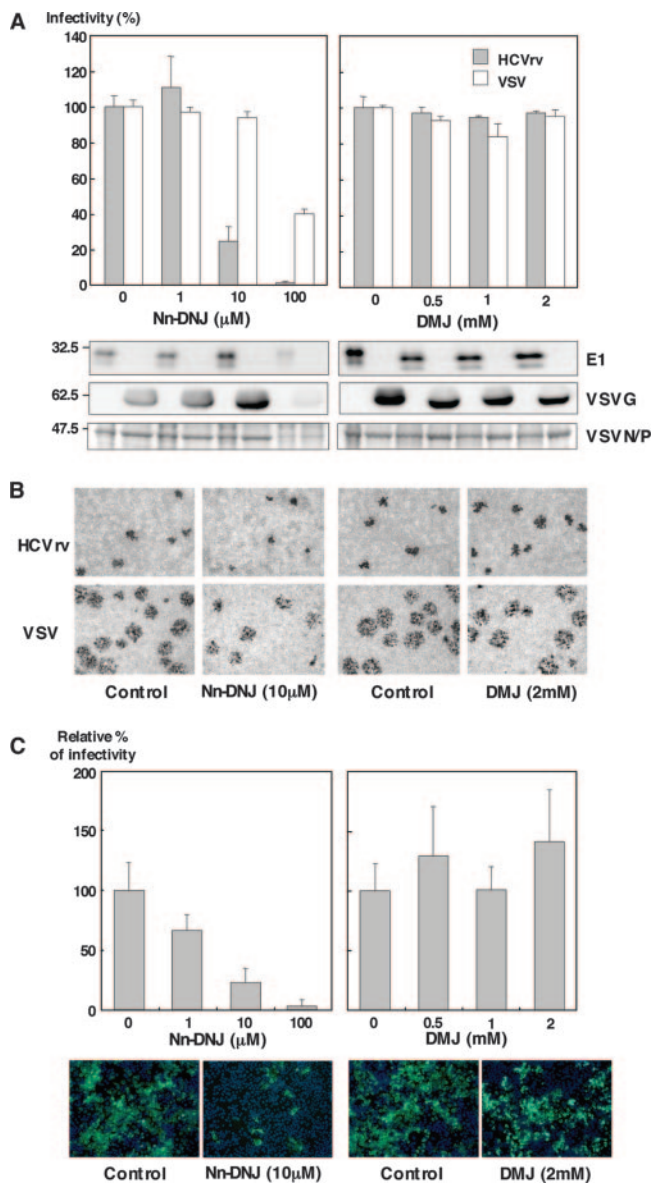 A
Infectivity (%)
140
120
100
80
60
40
20
0
HCVrv
VSV
0 1 10 100
Nn-DNJ (μM)
0 0.5 1 2
DMJ (mM)
32.5
E1
62.5
VSV G
47.5
VSV N/P
B
HCVrv
VSV
Control Nn-DNJ (10μM) Control DMJ (2mM)
C
Relative %
of infectivity
200
150
100
50
0
0 1 10 100
Nn-DNJ (μM)
0 0.5 1 2
DMJ (mM)
Control Nn-DNJ (10μM) Control DMJ (2mM)